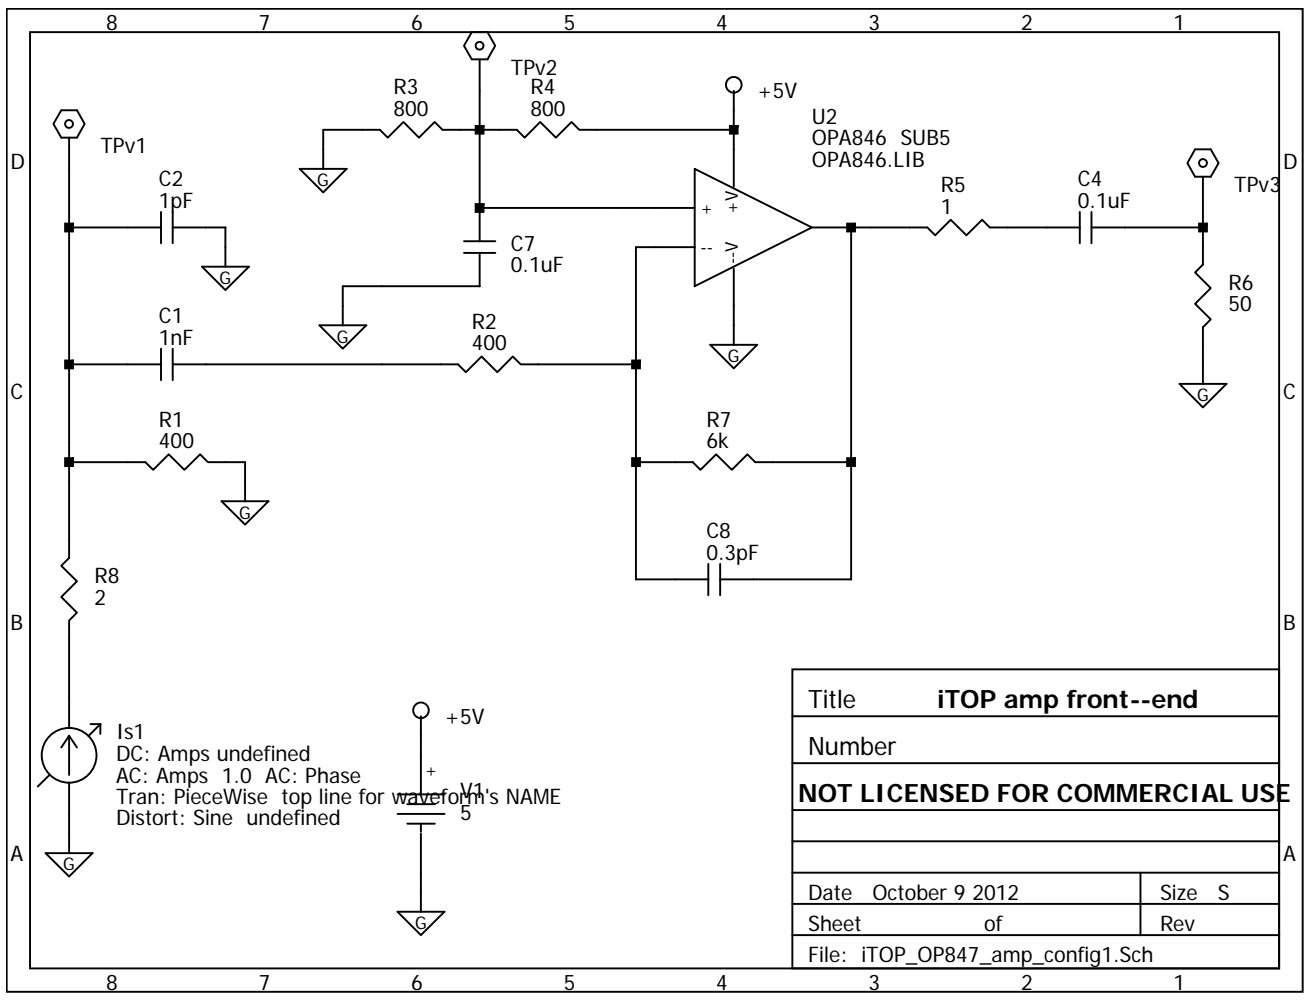 8 7 6 5 4 3 2 1
TPv2
R3
800
R4
800
+5V
U2
OPA846 SUB5
OPA846.LIB
TPv1
D
D
C2
1pF
R5
1
C4
0.1uF
TPv3
G
+
V
+
--
V
--
C7
0.1uF
G
R6
50
C1
1nF
G
R2
400
G
C
C
G
R1
400
R7
6k
G
C8
0.3pF
R8
2
B
B
Is1
DC: Amps undefined
AC: Amps 1.0 AC: Phase
Tran: PieceWise top line for waveform's NAME
Distort: Sine undefined
+5V
+
V1
5
G
G
A
A
Title iTOP amp front--end
Number
NOT LICENSED FOR COMMERCIAL USE
Date October 9 2012 Size S
Sheet of Rev
File: iTOP_OP847_amp_config1.Sch
8 7 6 5 4 3 2 1